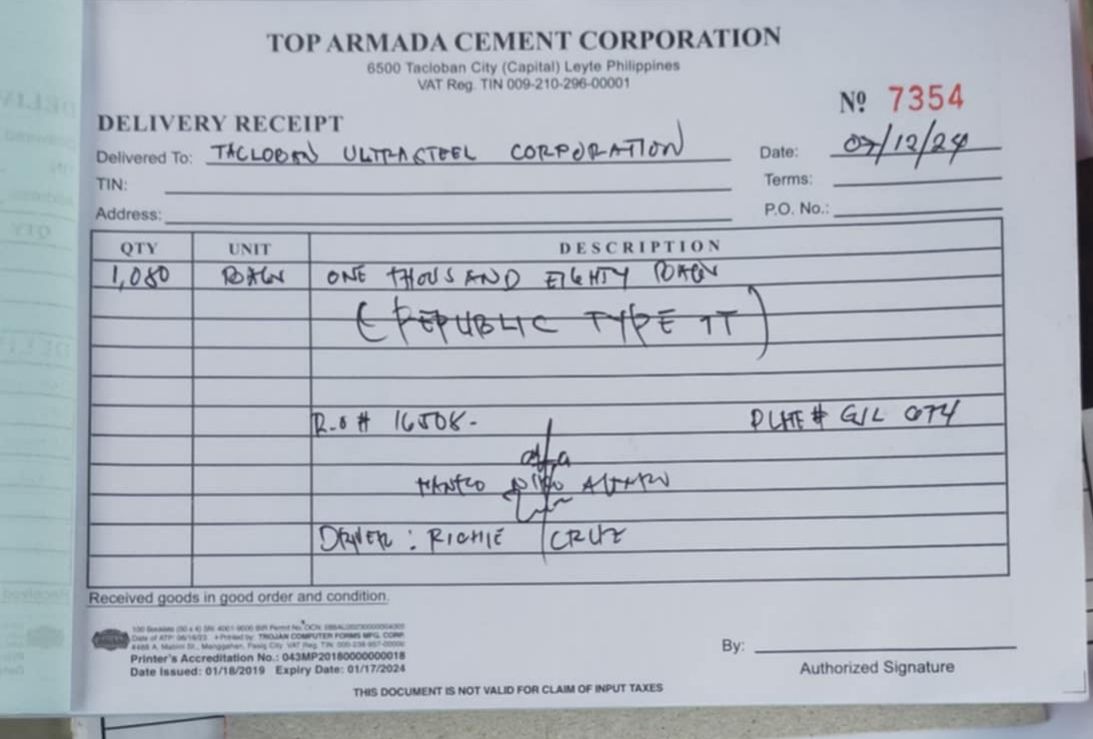 TOP ARMADA CEMENT CORPORATION
6500 Tacloban City (Capital) Leyte Philippines
VAT Reg. TIN 009-210-296-00001
Nº 7354
DELIVERY RECEIPT
Delivered To: TACLOBAN ULTRASTEEL CORPORATION Date: 07/12/24
TIN: Terms:
Address: P.O. No.:
QTY UNIT DESCRIPTION
1,080 BAGS ONE THOUSAND EIGHTY BAGS
(REPUBLIC TYPE 1T)
R.O # 16508- PLATE # GIL 674
DRIVER: RICHIE CRUZ
Received goods in good order and condition.
Printer's Accreditation No.: 043MP20180000000018
Date Issued: 01/18/2019 Expiry Date: 01/17/2024
By:
Authorized Signature
THIS DOCUMENT IS NOT VALID FOR CLAIM OF INPUT TAXES